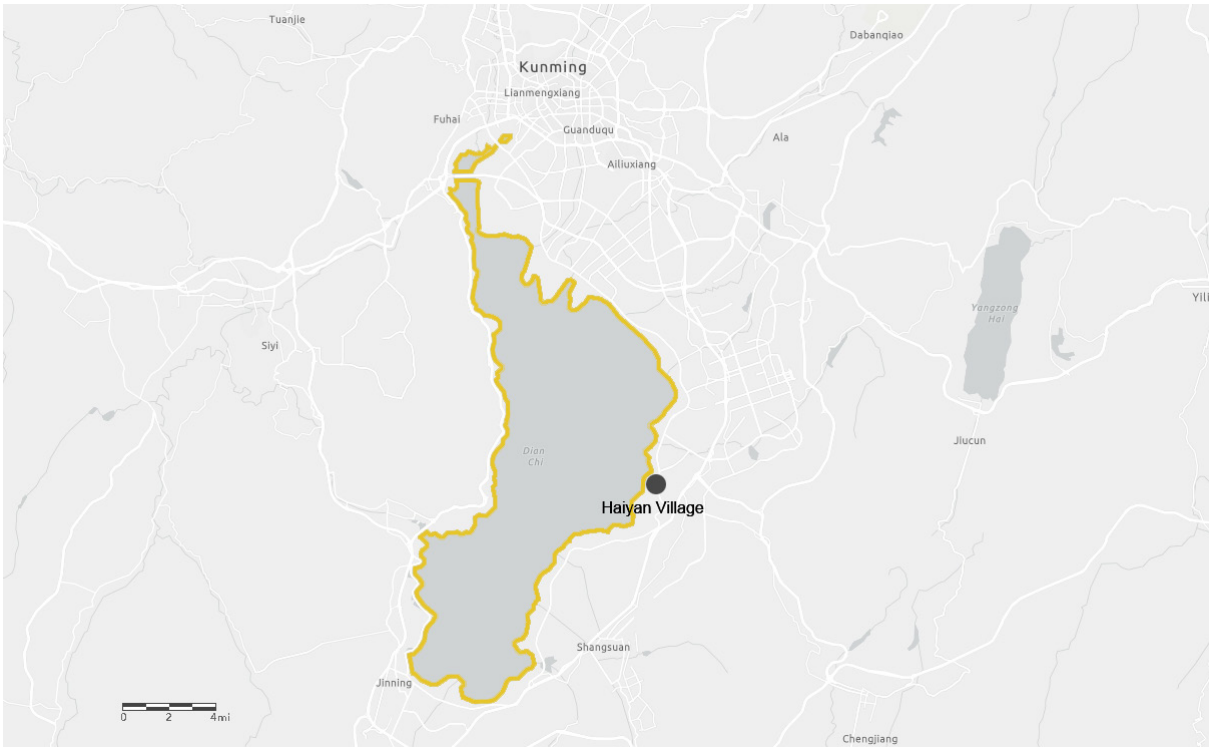 Tuanjie
Dabanqiao
Kunming
Lianmengxiang
Fuhai
Guanduqu
Ala
Ailiuxiang
Yili
Yangzong
Hai
Siyi
Jiucun
Dian
Chi
Haiyan Village
Shangsuan
Jinning
0 2 4mi
Chengjiang